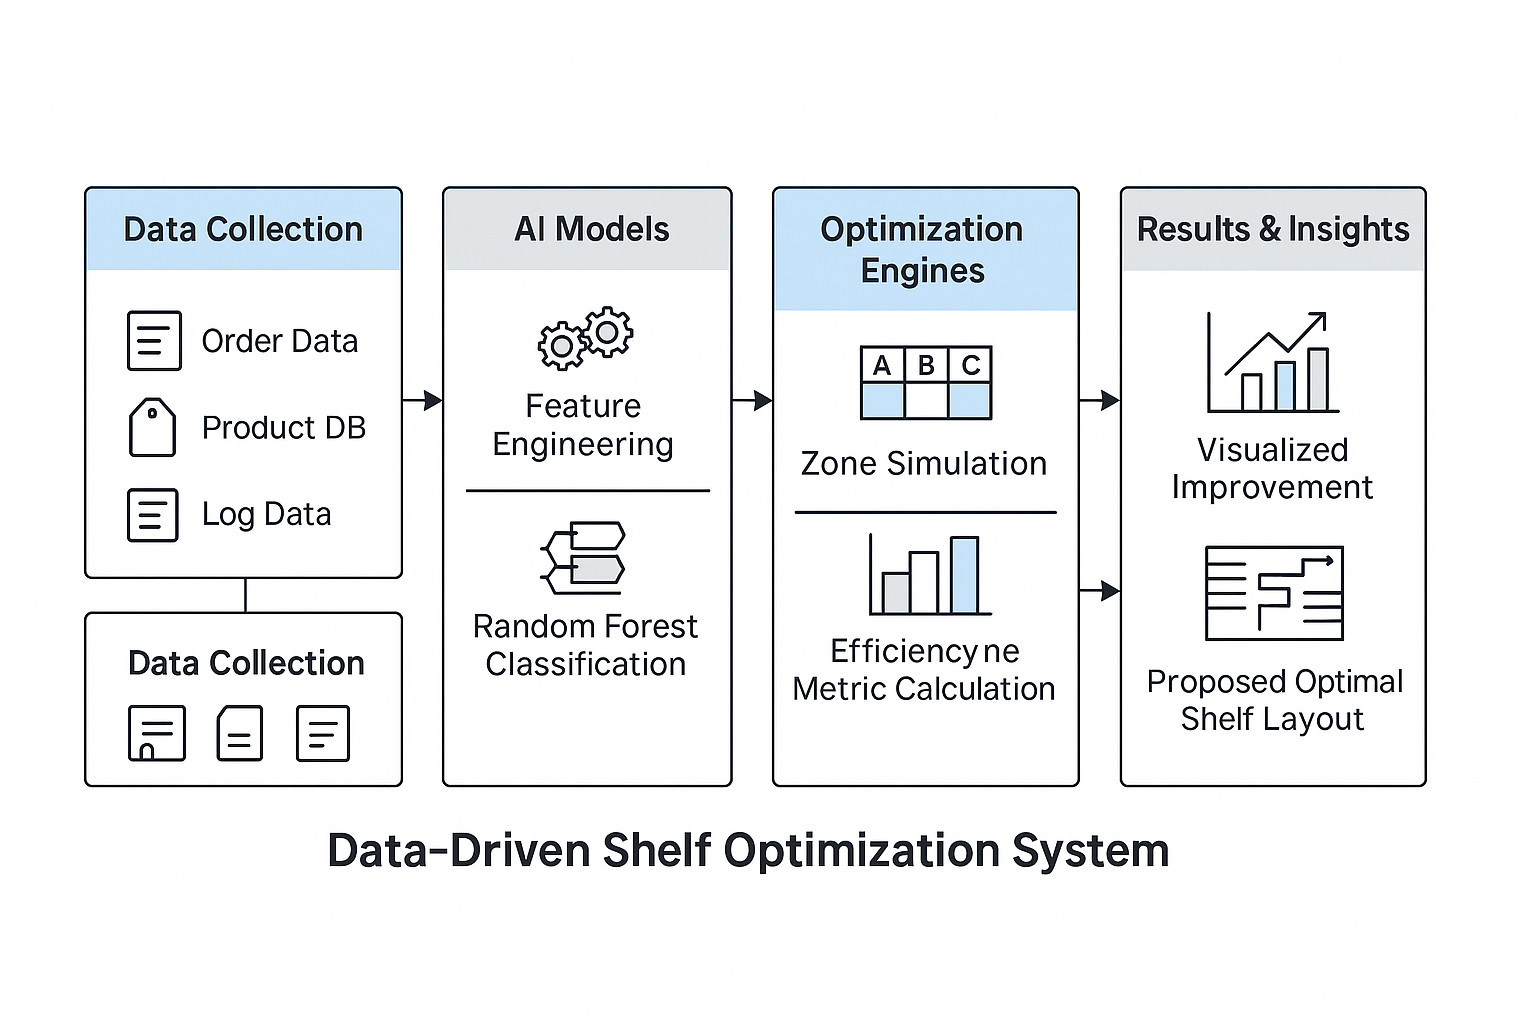 Data Collection
Order Data
Product DB
Log Data
Data Collection
AI Models
Feature
Engineering
Random Forest
Classification
Optimization
Engines
A B C
Zone Simulation
Efficiency ne
Metric Calculation
Results & Insights
Visualized
Improvement
Proposed Optimal
Shelf Layout
Data-Driven Shelf Optimization System